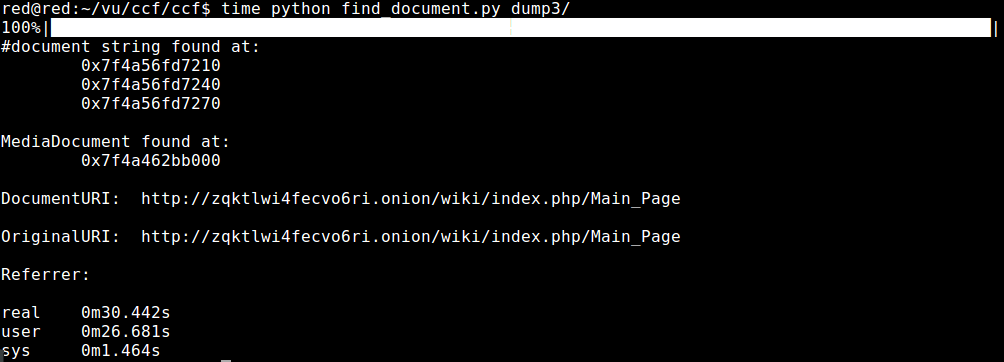 red@red:~/vu/ccf/ccf$ time python find_document.py dump3/
100%| |
#document string found at:
0x7f4a56fd7210
0x7f4a56fd7240
0x7f4a56fd7270
MediaDocument found at:
0x7f4a462bb000
DocumentURI: http://zqktlwi4fecvo6ri.onion/wiki/index.php/Main_Page
OriginalURI: http://zqktlwi4fecvo6ri.onion/wiki/index.php/Main_Page
Referrer:
real 0m30.442s
user 0m26.681s
sys 0m1.464s